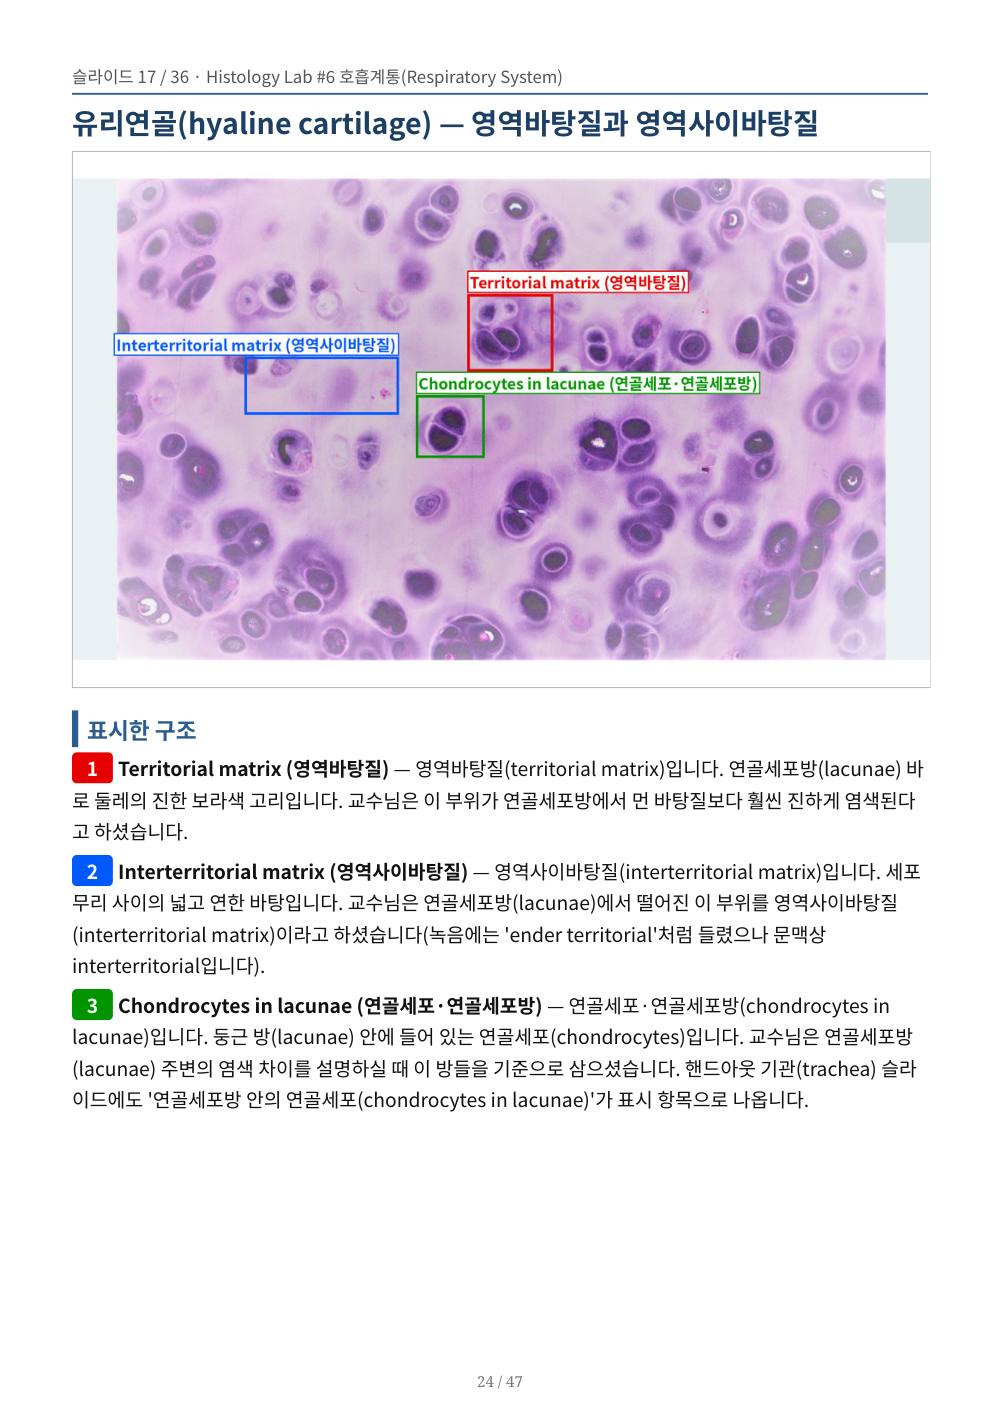 슬라이드 17 / 36 · Histology Lab #6 호흡계통(Respiratory System)
유리연골(hyaline cartilage) — 영역바탕질과 영역사이바탕질
Territorial matrix (영역바탕질)
Interterritorial matrix (영역사이바탕질)
Chondrocytes in lacunae (연골세포·연골세포방)
표시한 구조
1 Territorial matrix (영역바탕질) — 영역바탕질(territorial matrix)입니다. 연골세포방(lacunae) 바
로 둘레의 진한 보라색 고리입니다. 교수님은 이 부위가 연골세포방에서 먼 바탕질보다 훨씬 진하게 염색된다
고 하셨습니다.
2 Interterritorial matrix (영역사이바탕질) — 영역사이바탕질(interterritorial matrix)입니다. 세포
무리 사이의 넓고 연한 바탕입니다. 교수님은 연골세포방(lacunae)에서 떨어진 이 부위를 영역사이바탕질
(interterritorial matrix)이라고 하셨습니다(녹음에는 'ender territorial'처럼 들렸으나 문맥상
interterritorial입니다).
3 Chondrocytes in lacunae (연골세포·연골세포방) — 연골세포·연골세포방(chondrocytes in
lacunae)입니다. 둥근 방(lacunae) 안에 들어 있는 연골세포(chondrocytes)입니다. 교수님은 연골세포방
(lacunae) 주변의 염색 차이를 설명하실 때 이 방들을 기준으로 삼으셨습니다. 핸드아웃 기관(trachea) 슬라
이드에도 '연골세포방 안의 연골세포(chondrocytes in lacunae)'가 표시 항목으로 나옵니다.
24 / 47